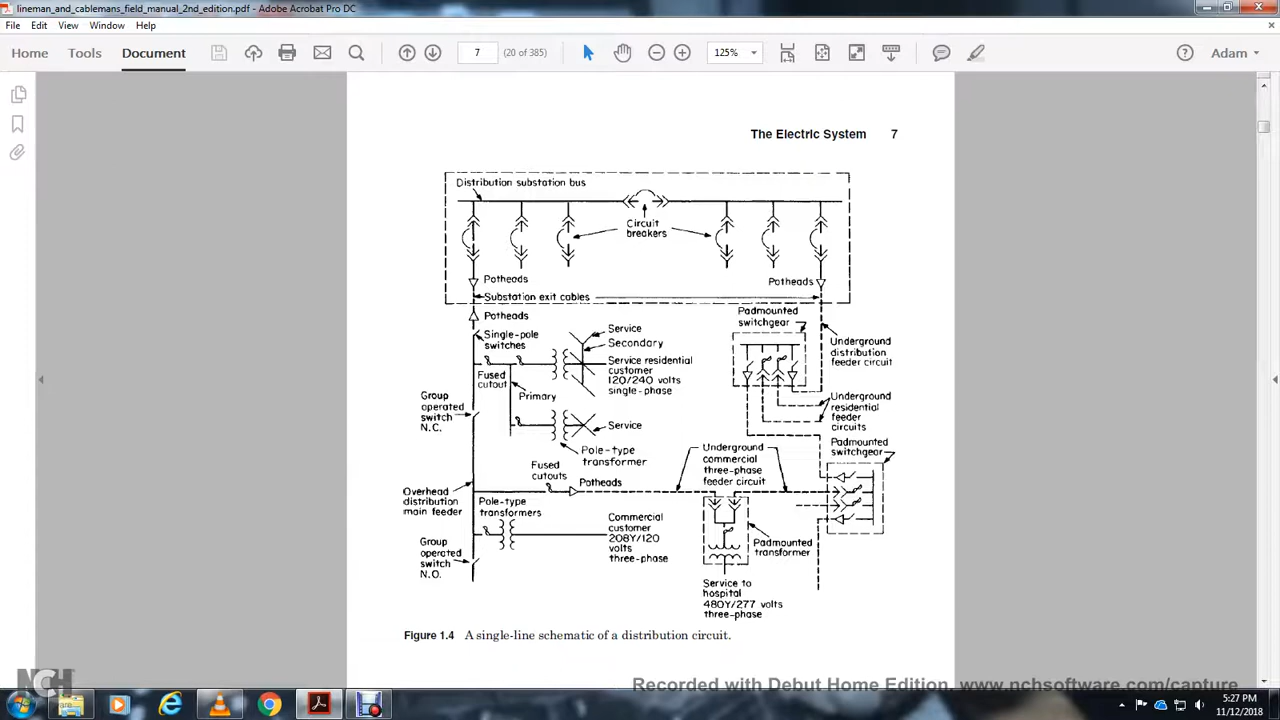 lineman_and_cablemans_field_manual_2nd_edition.pdf - Adobe Acrobat Pro DC
File Edit View Window Help
Home Tools Document 7 (20 of 385) 125% Adam
The Electric System 7
Distribution substation bus
Circuit
breakers
Potheads
Potheads
Substation exit cables
Potheads
Single-pole
switches
Service
Secondary
Service residential
customer
120/240 volts
single-phase
Fused
cutout
Primary
Group
operated
switch
N.C.
Service
Pole-type
transformer
Padmounted
switchgear
Underground
distribution
feeder circuit
Underground
residential
feeder
circuits
Padmounted
switchgear
Underground
commercial
three-phase
feeder circuit
Fused
cutouts
Potheads
Overhead
distribution
main feeder
Pole-type
transformers
Commercial
customer
208Y/120
volts
three-phase
Group
operated
switch
N.O.
Padmounted
transformer
Service to
hospital
480Y/277 volts
three-phase
Figure 1.4 A single-line schematic of a distribution circuit.
NCH
Recorded with Debut Home Edition. www.nchsoftware.com/capture
5:27 PM
11/12/2018